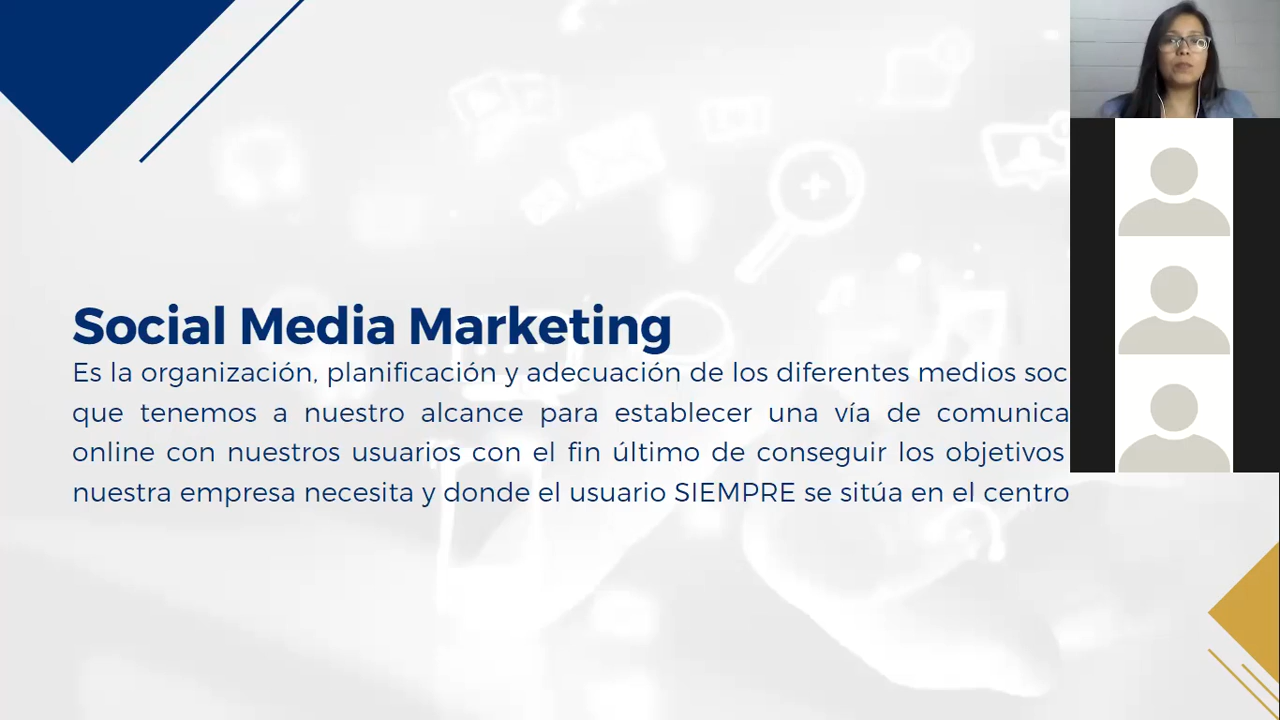 Social Media Marketing
Es la organización, planificación y adecuación de los diferentes medios soc
que tenemos a nuestro alcance para establecer una vía de comunica
online con nuestros usuarios con el fin último de conseguir los objetivos
nuestra empresa necesita y donde el usuario SIEMPRE se sitúa en el centro